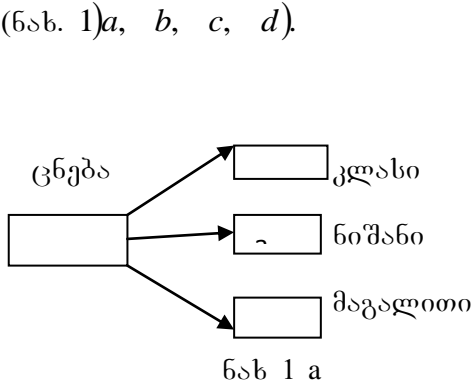 (ნახ. 1)a, b, c, d).
ცნება
კლასი
ნიშანი
მაგალითი
ნახ 1 a